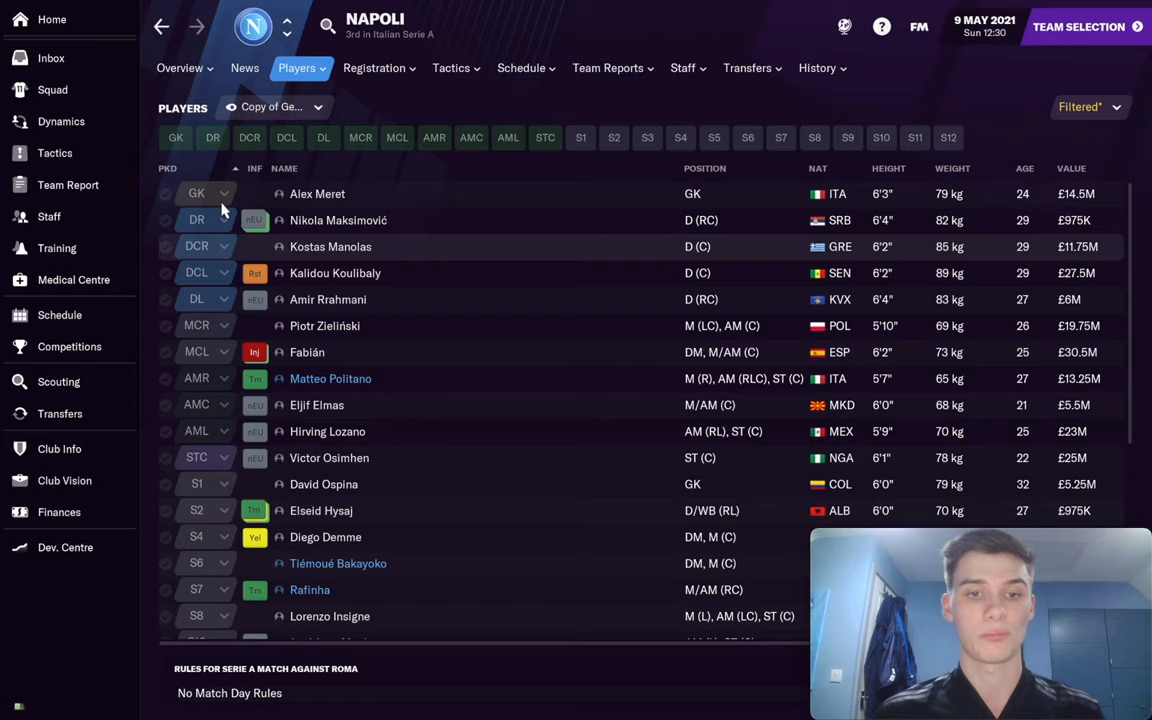 Home
NAPOLI
3rd in Italian Serie A
FM
9 MAY 2021
Sun 12:30
TEAM SELECTION
Inbox
Squad
Dynamics
Tactics
Team Report
Staff
Training
Medical Centre
Schedule
Competitions
Scouting
Transfers
Club Info
Club Vision
Finances
Dev. Centre
Overview News Players Registration Tactics Schedule Team Reports Staff Transfers History
PLAYERS Copy of Ge... Filtered*
GK DR DCR DCL DL MCR MCL AMR AMC AML STC S1 S2 S3 S4 S5 S6 S7 S8 S9 S10 S11 S12
PKD INF NAME POSITION NAT HEIGHT WEIGHT AGE VALUE
GK Alex Meret GK ITA 6'3" 79 kg 24 £14.5M
DR nEU Nikola Maksimović D (RC) SRB 6'4" 82 kg 29 £975K
DCR Kostas Manolas D (C) GRE 6'2" 85 kg 29 £11.75M
DCL Rst Kalidou Koulibaly D (C) SEN 6'2" 89 kg 29 £27.5M
DL nEU Amir Rrahmani D (RC) KVX 6'4" 83 kg 27 £6M
MCR Piotr Zieliński M (LC), AM (C) POL 5'10" 69 kg 26 £19.75M
MCL Inj Fabián DM, M/AM (C) ESP 6'2" 73 kg 25 £30.5M
AMR Trn Matteo Politano M (R), AM (RLC), ST (C) ITA 5'7" 65 kg 27 £13.25M
AMC nEU Eljif Elmas M/AM (C) MKD 6'0" 68 kg 21 £5.5M
AML nEU Hirving Lozano AM (RL), ST (C) MEX 5'9" 70 kg 25 £23M
STC nEU Victor Osimhen ST (C) NGA 6'1" 78 kg 22 £25M
S1 David Ospina GK COL 6'0" 79 kg 32 £5.25M
S2 Trn Elseid Hysaj D/WB (RL) ALB 6'0" 70 kg 27 £975K
S4 Yel Diego Demme DM, M (C)
S6 Tiémoué Bakayoko DM, M (C)
S7 Trn Rafinha M/AM (RC)
S8 Lorenzo Insigne M (L), AM (LC), ST (C)
RULES FOR SERIE A MATCH AGAINST ROMA
No Match Day Rules